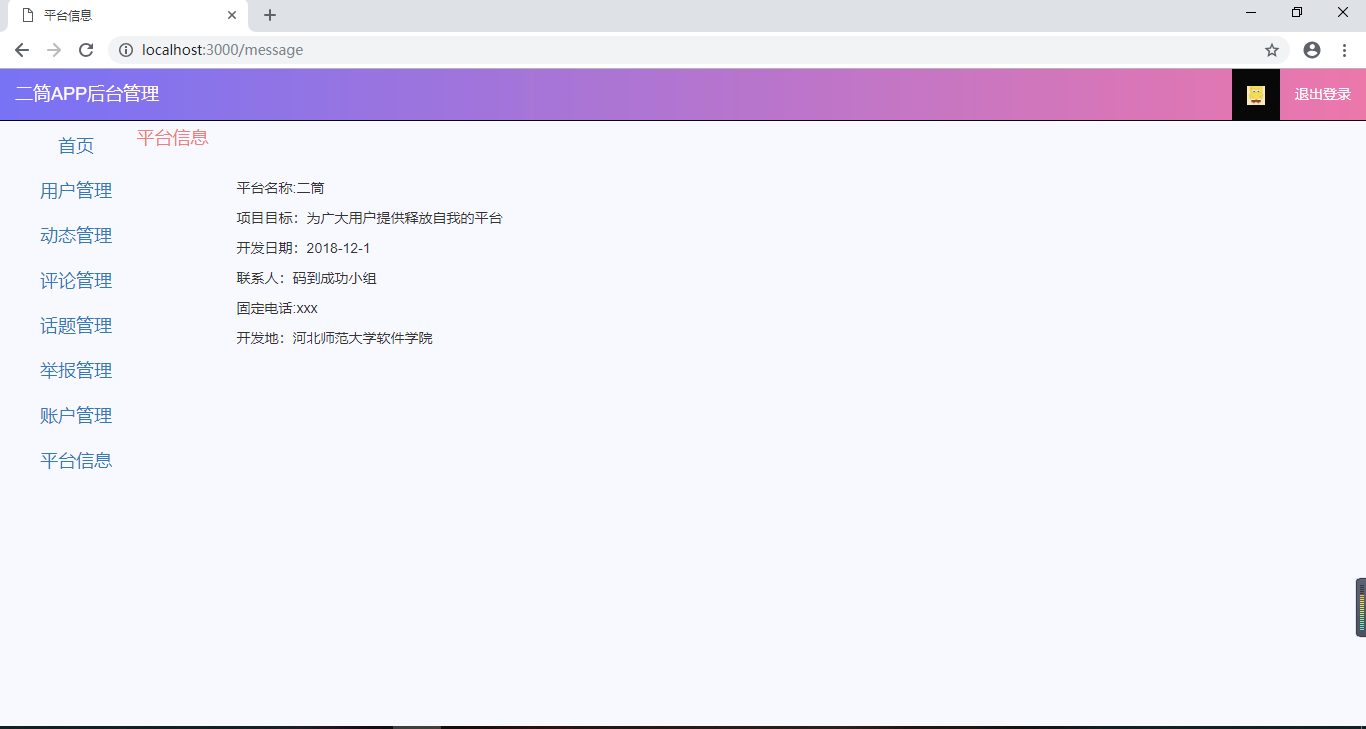 平台信息
localhost:3000/message
二筒APP后台管理
退出登录
首页
平台信息
用户管理
平台名称:二筒
项目目标：为广大用户提供释放自我的平台
动态管理
开发日期：2018-12-1
评论管理
联系人：码到成功小组
固定电话:xxx
话题管理
开发地：河北师范大学软件学院
举报管理
账户管理
平台信息